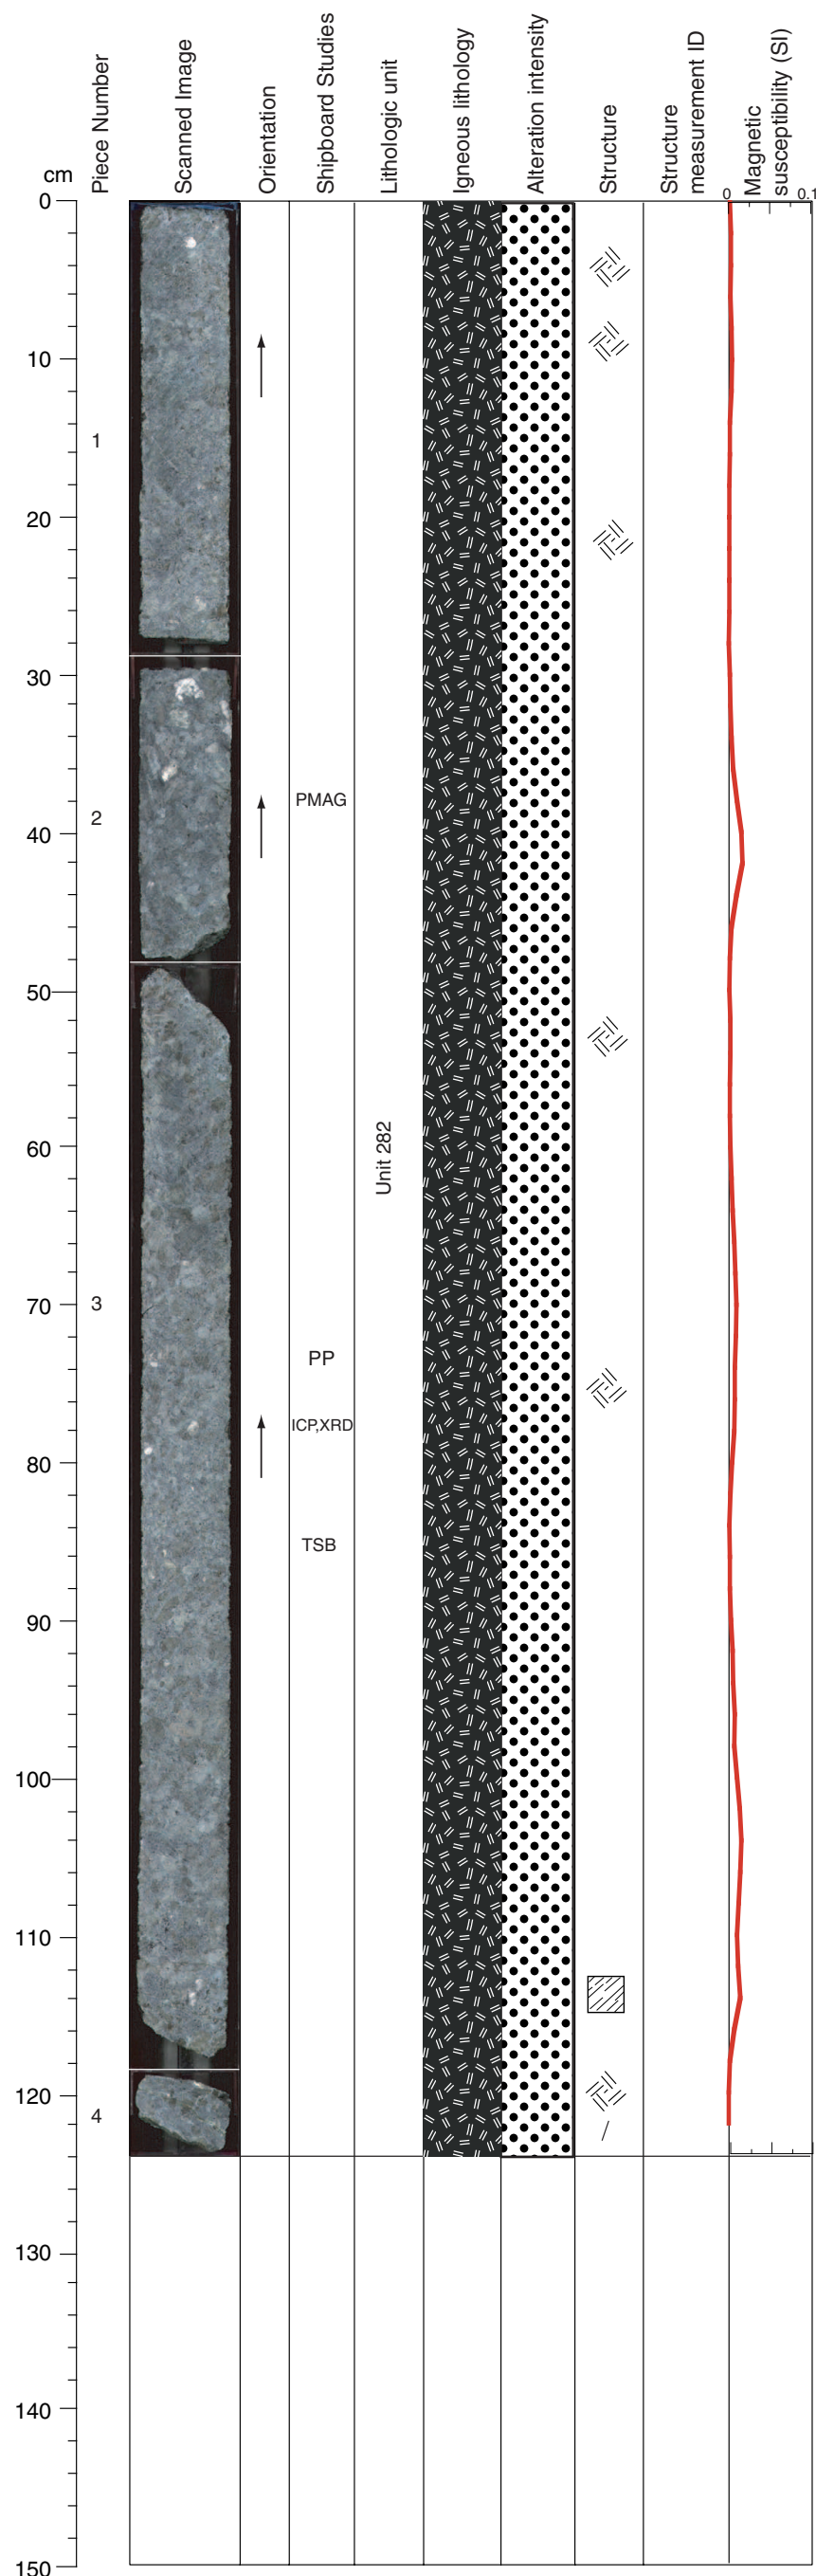 cm
Piece Number
Scanned Image
Orientation
Shipboard Studies
Lithologic unit
Igneous lithology
Alteration intensity
Structure
Structure
measurement ID
Magnetic
susceptibility (SI)
0 0.1
0
10
1
20
30
PMAG
2
40
50
Unit 282
60
70
3
PP
ICP,XRD
80
TSB
90
100
110
120
4
130
140
150